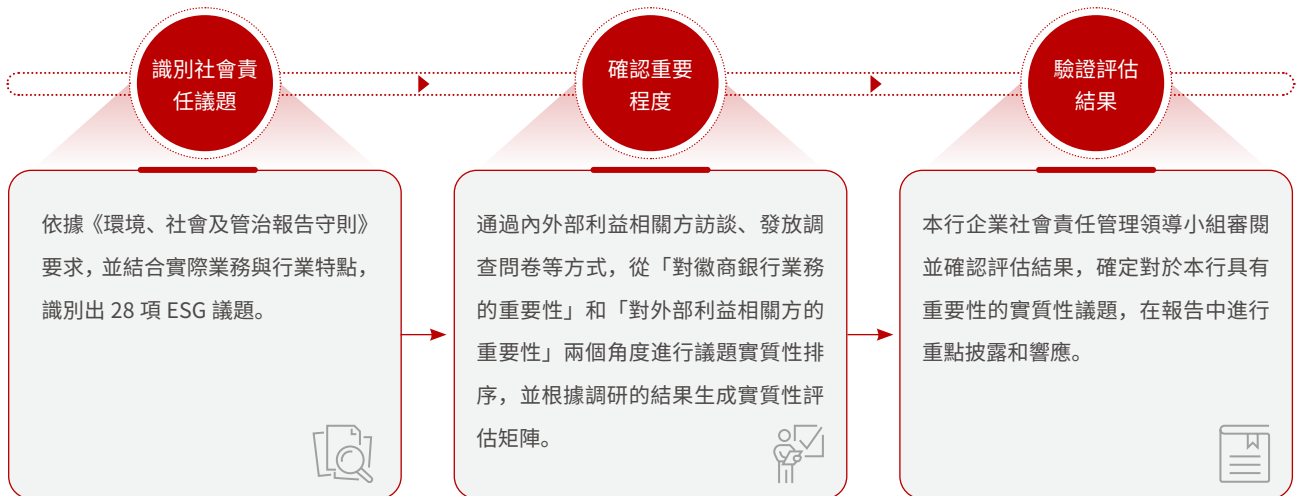 識別社會責
任議題
確認重要
程度
驗證評估
結果
依據《環境、社會及管治報告守則》
要求，並結合實際業務與行業特點，
識別出 28 項 ESG 議題。
通過內外部利益相關方訪談、發放調
查問卷等方式，從「對徽商銀行業務
的重要性」和「對外部利益相關方的
重要性」兩個角度進行議題實質性排
序，並根據調研的結果生成實質性評
估矩陣。
本行企業社會責任管理領導小組審閱
並確認評估結果，確定對於本行具有
重要性的實質性議題，在報告中進行
重點披露和響應。